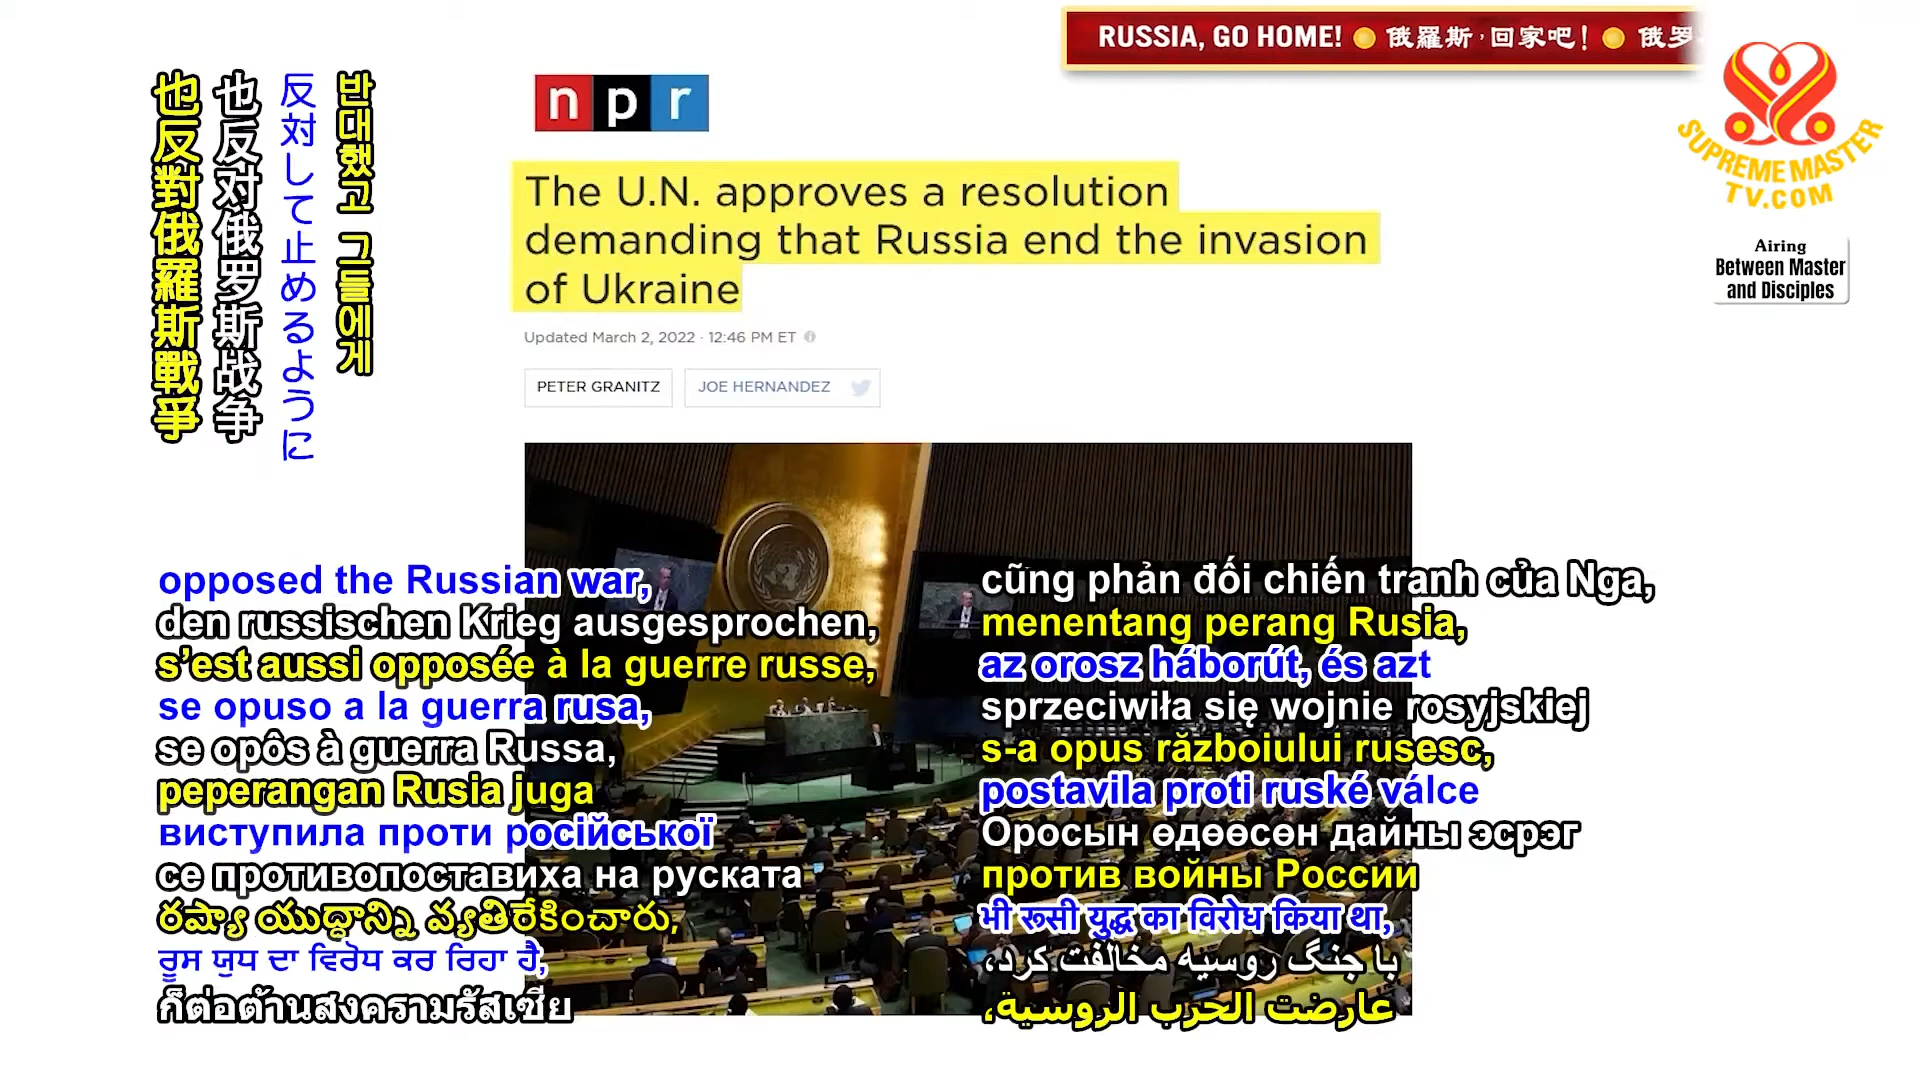 RUSSIA, GO HOME! 俄羅斯，回家吧！ 俄罗
SUPREME MASTER
TV.COM
Airing
Between Master
and Disciples
npr
The U.N. approves a resolution
demanding that Russia end the invasion
of Ukraine
Updated March 2, 2022 · 12:46 PM ET
PETER GRANITZ
JOE HERNANDEZ
반대했고 그들에게
反対して止めるように
也反对俄罗斯战争
也反對俄羅斯戰爭
opposed the Russian war,
den russischen Krieg ausgesprochen,
s’est aussi opposée à la guerre russe,
se opuso a la guerra rusa,
se opôs à guerra Russa,
peperangan Rusia juga
виступила проти російської
се противопоставиха на руската
రష్యా యుద్ధాన్ని వ్యతిరేకించారు,
ਰੂਸ ਯੁਧ ਦਾ ਵਿਰੋਧ ਕਰ ਰਿਹਾ ਹੈ,
ก็ต่อต้านสงครามรัสเซีย
cũng phản đối chiến tranh của Nga,
menentang perang Rusia,
az orosz háborút, és azt
sprzeciwiła się wojnie rosyjskiej
s-a opus războiului rusesc,
postavila proti ruské válce
Оросын өдөөсөн дайны эсрэг
против войны России
भी रूसी युद्ध का विरोध किया था,
با جنگ روسیه مخالفت کرد،
عارضت الحرب الروسية،